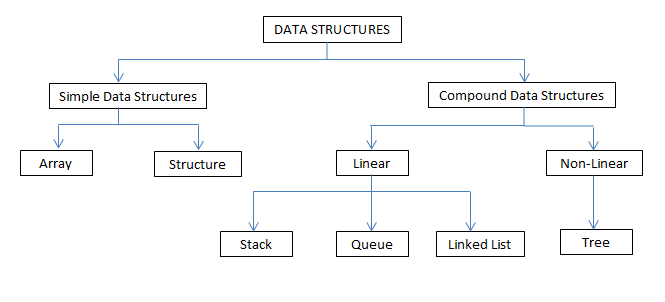 DATA STRUCTURES
Simple Data Structures
Compound Data Structures
Array
Structure
Linear
Non-Linear
Stack
Queue
Linked List
Tree